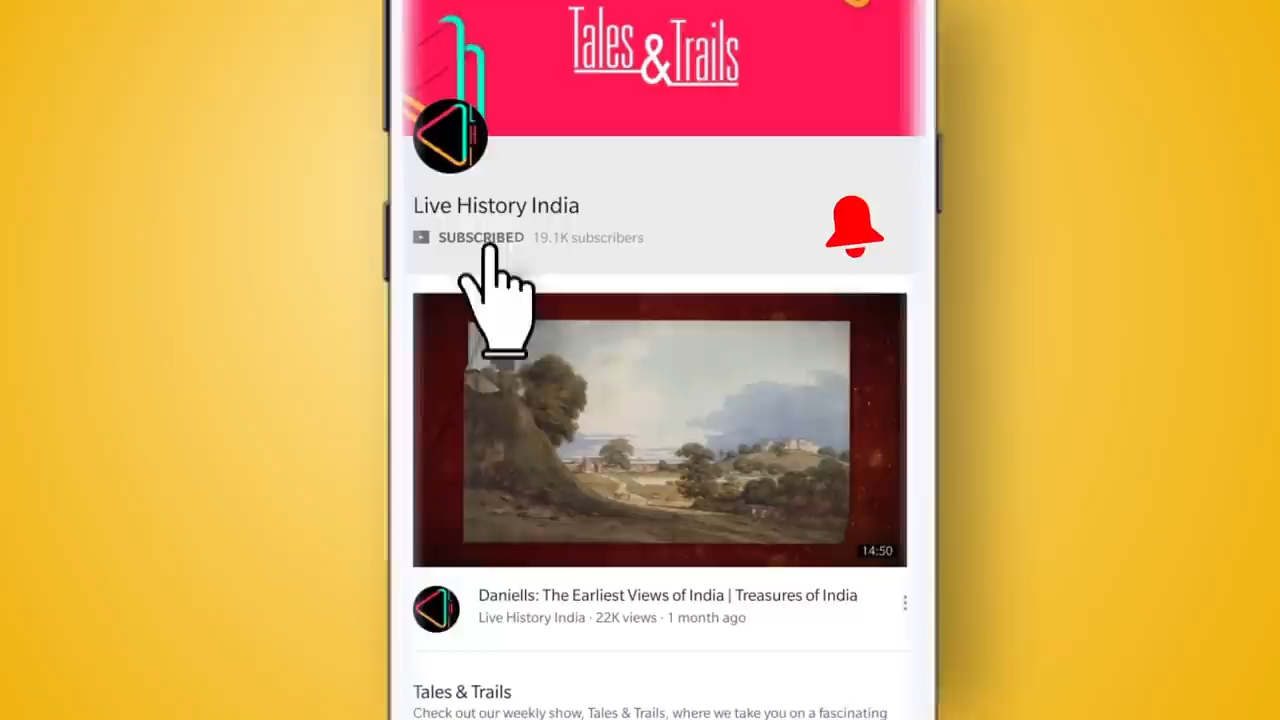 Tales & Trails
Live History India
SUBSCRIBED 19.1K subscribers
14:50
Daniells: The Earliest Views of India | Treasures of India
Live History India · 22K views · 1 month ago
Tales & Trails
Check out our weekly show, Tales & Trails, where we take you on a fascinating